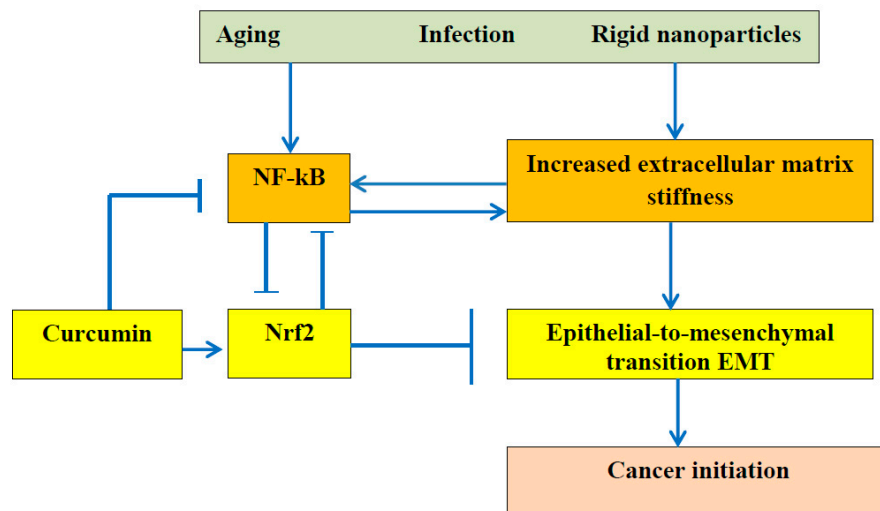 Aging Infection Rigid nanoparticles
NF-kB
Increased extracellular matrix
stiffness
Curcumin
Nrf2
Epithelial-to-mesenchymal
transition EMT
Cancer initiation